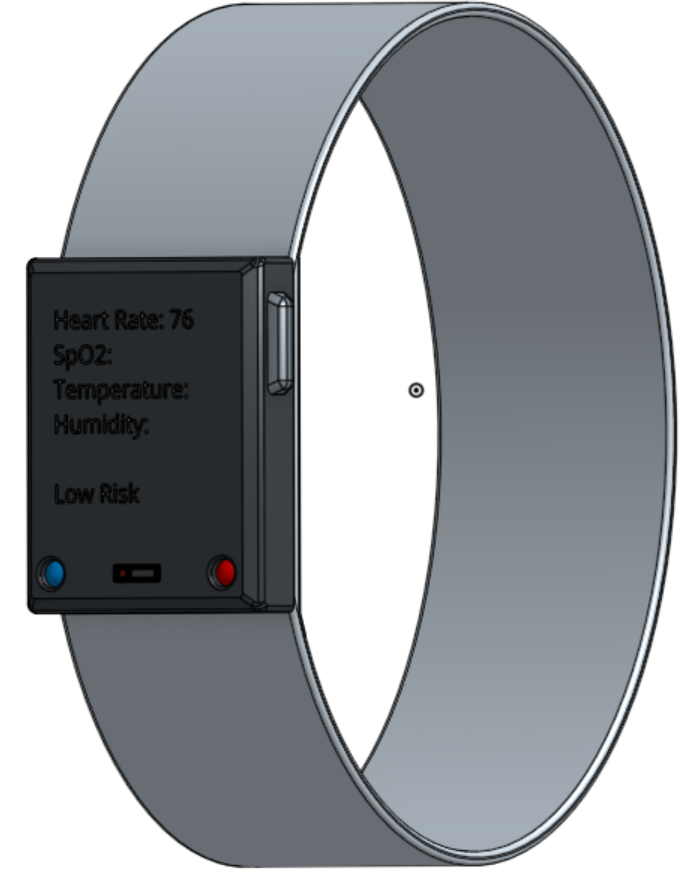 Heart Rate: 76
SpO2:
Temperature:
Humidity:
Low Risk